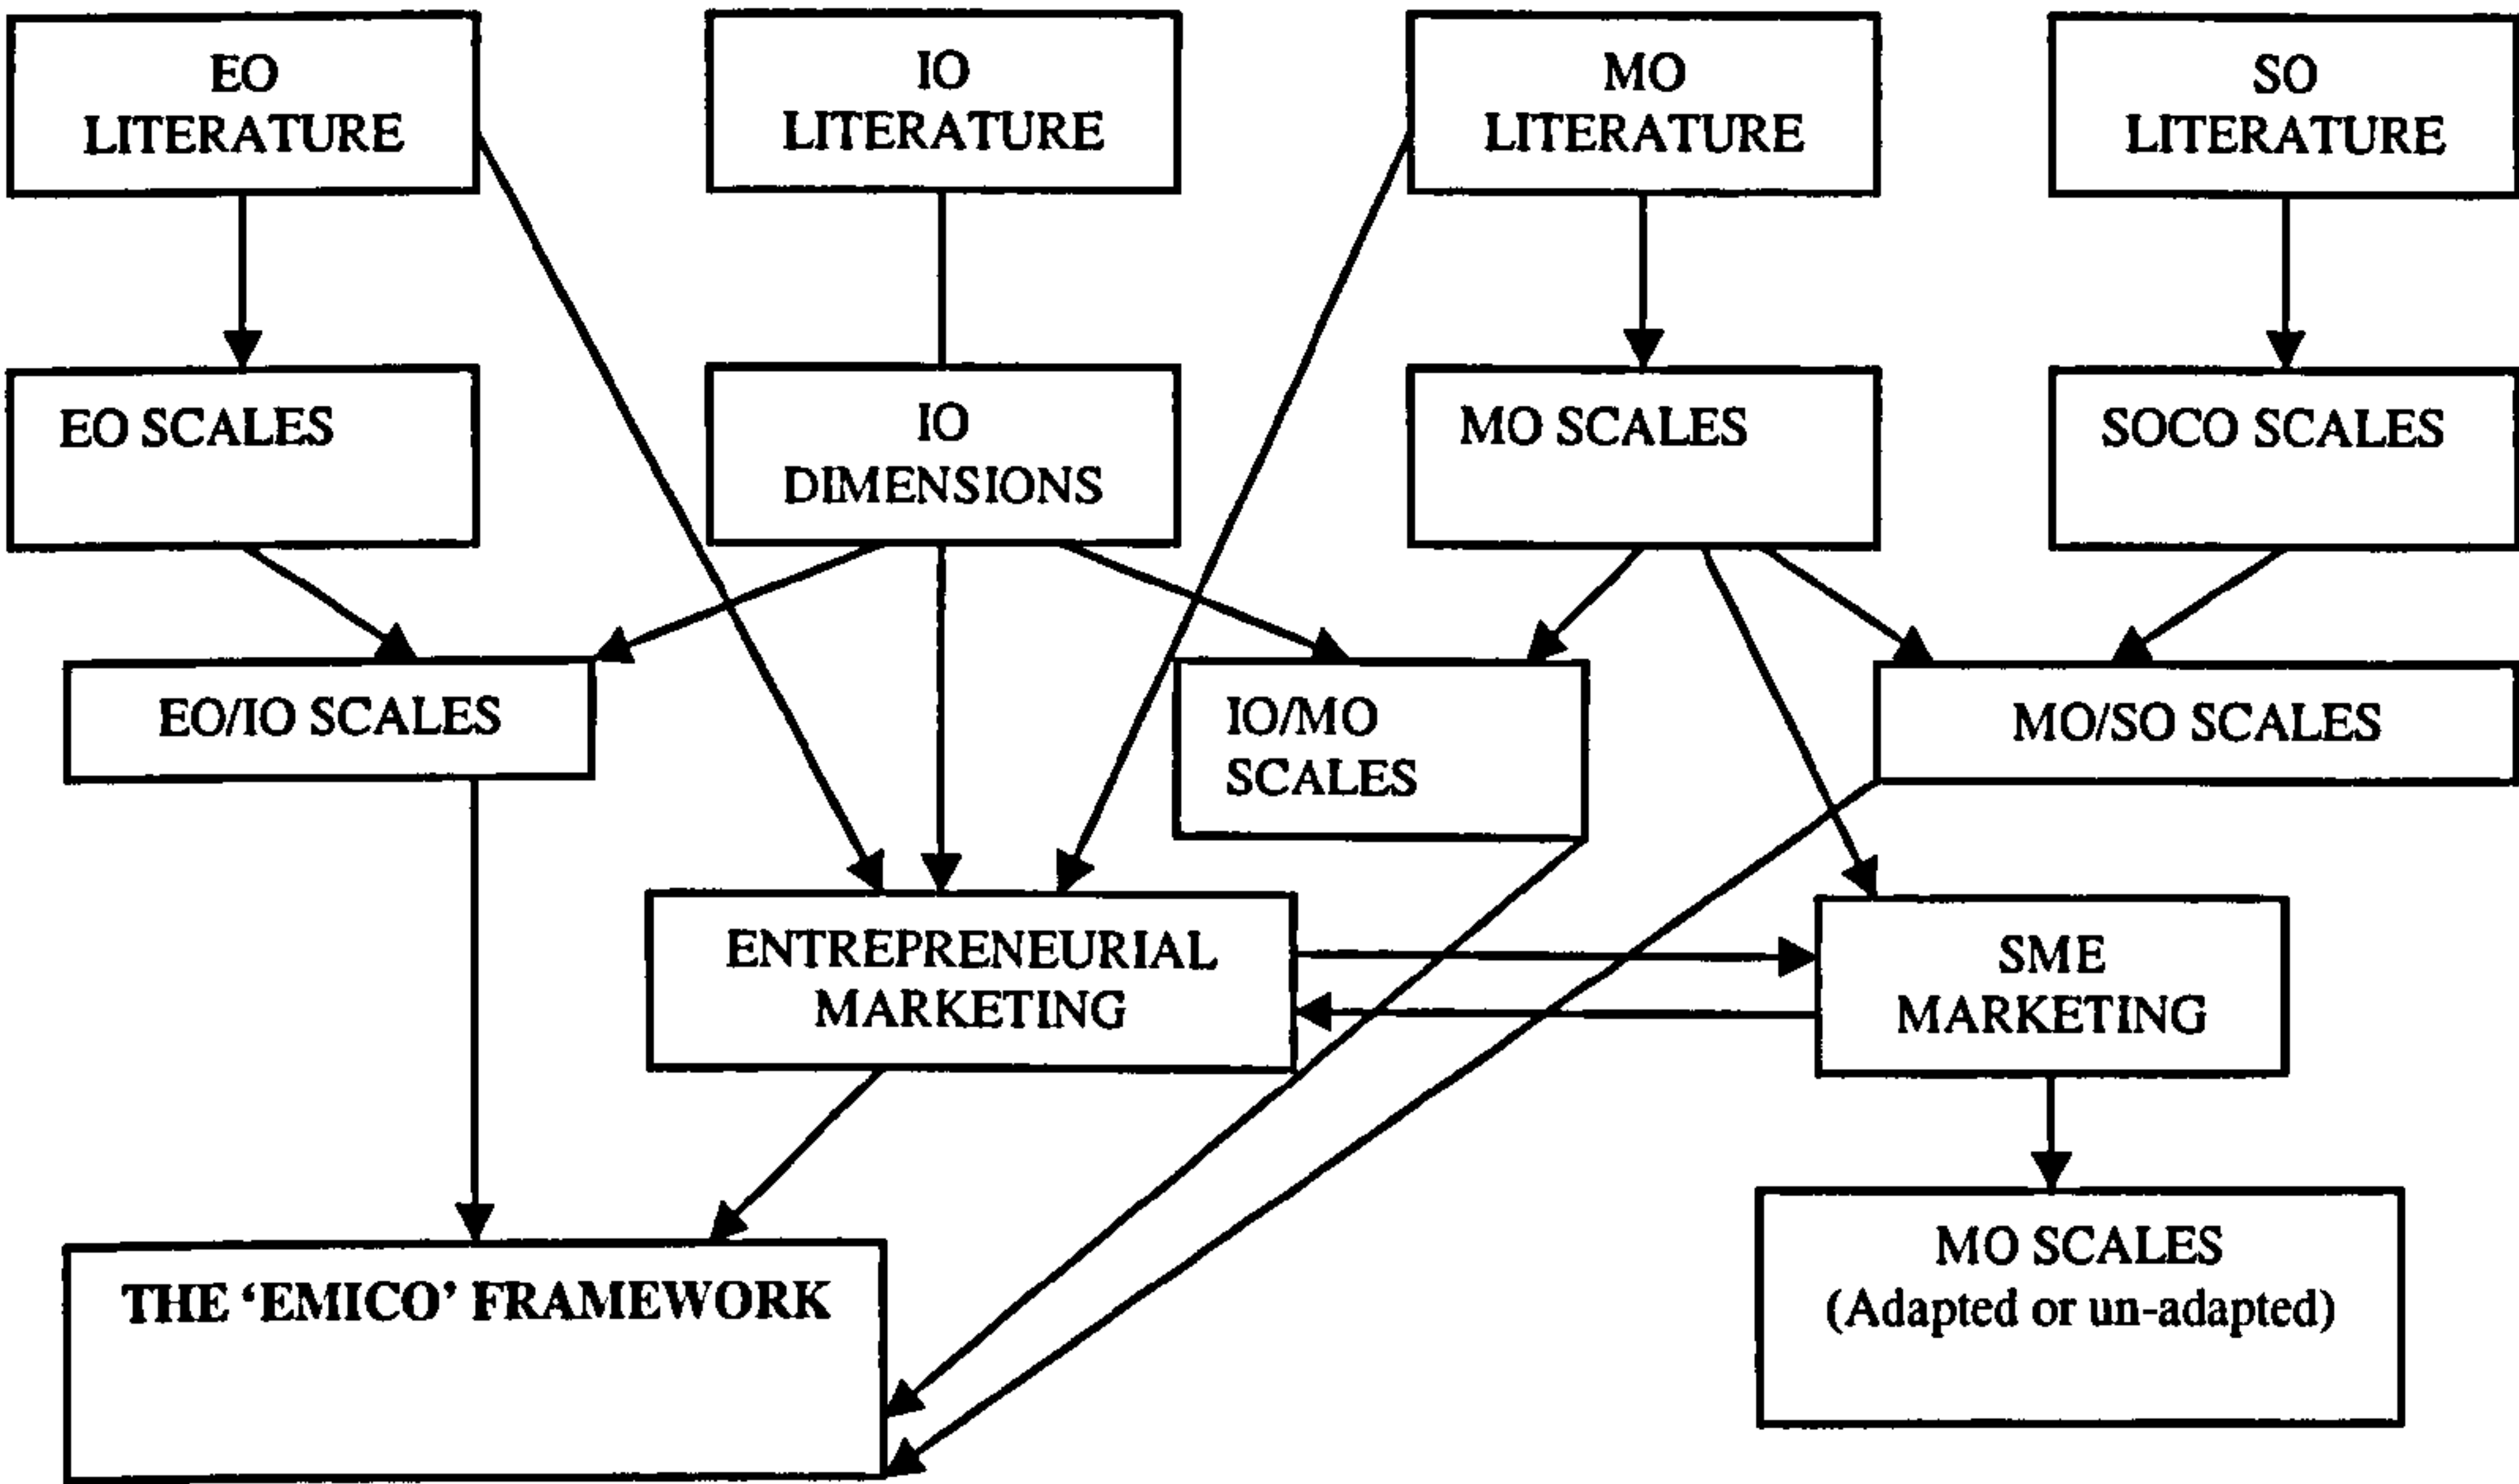 EO
LITERATURE
IO
LITERATURE
MO
LITERATURE
SO
LITERATURE
EO SCALES
IO
DIMENSIONS
MO SCALES
SOCO SCALES
EO/IO SCALES
IO/MO
SCALES
MO/SO SCALES
ENTREPRENEURIAL
MARKETING
SME
MARKETING
THE ‘EMICO’ FRAMEWORK
MO SCALES
(Adapted or un-adapted)